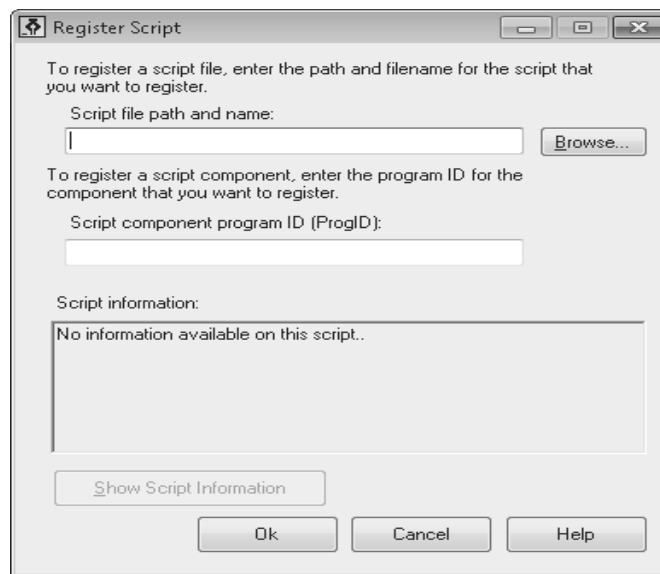 Register Script
To register a script file, enter the path and filename for the script that
you want to register.
Script file path and name:
Browse...
To register a script component, enter the program ID for the
component that you want to register.
Script component program ID (ProgID):
Script information:
No information available on this script..
Show Script Information
Ok
Cancel
Help